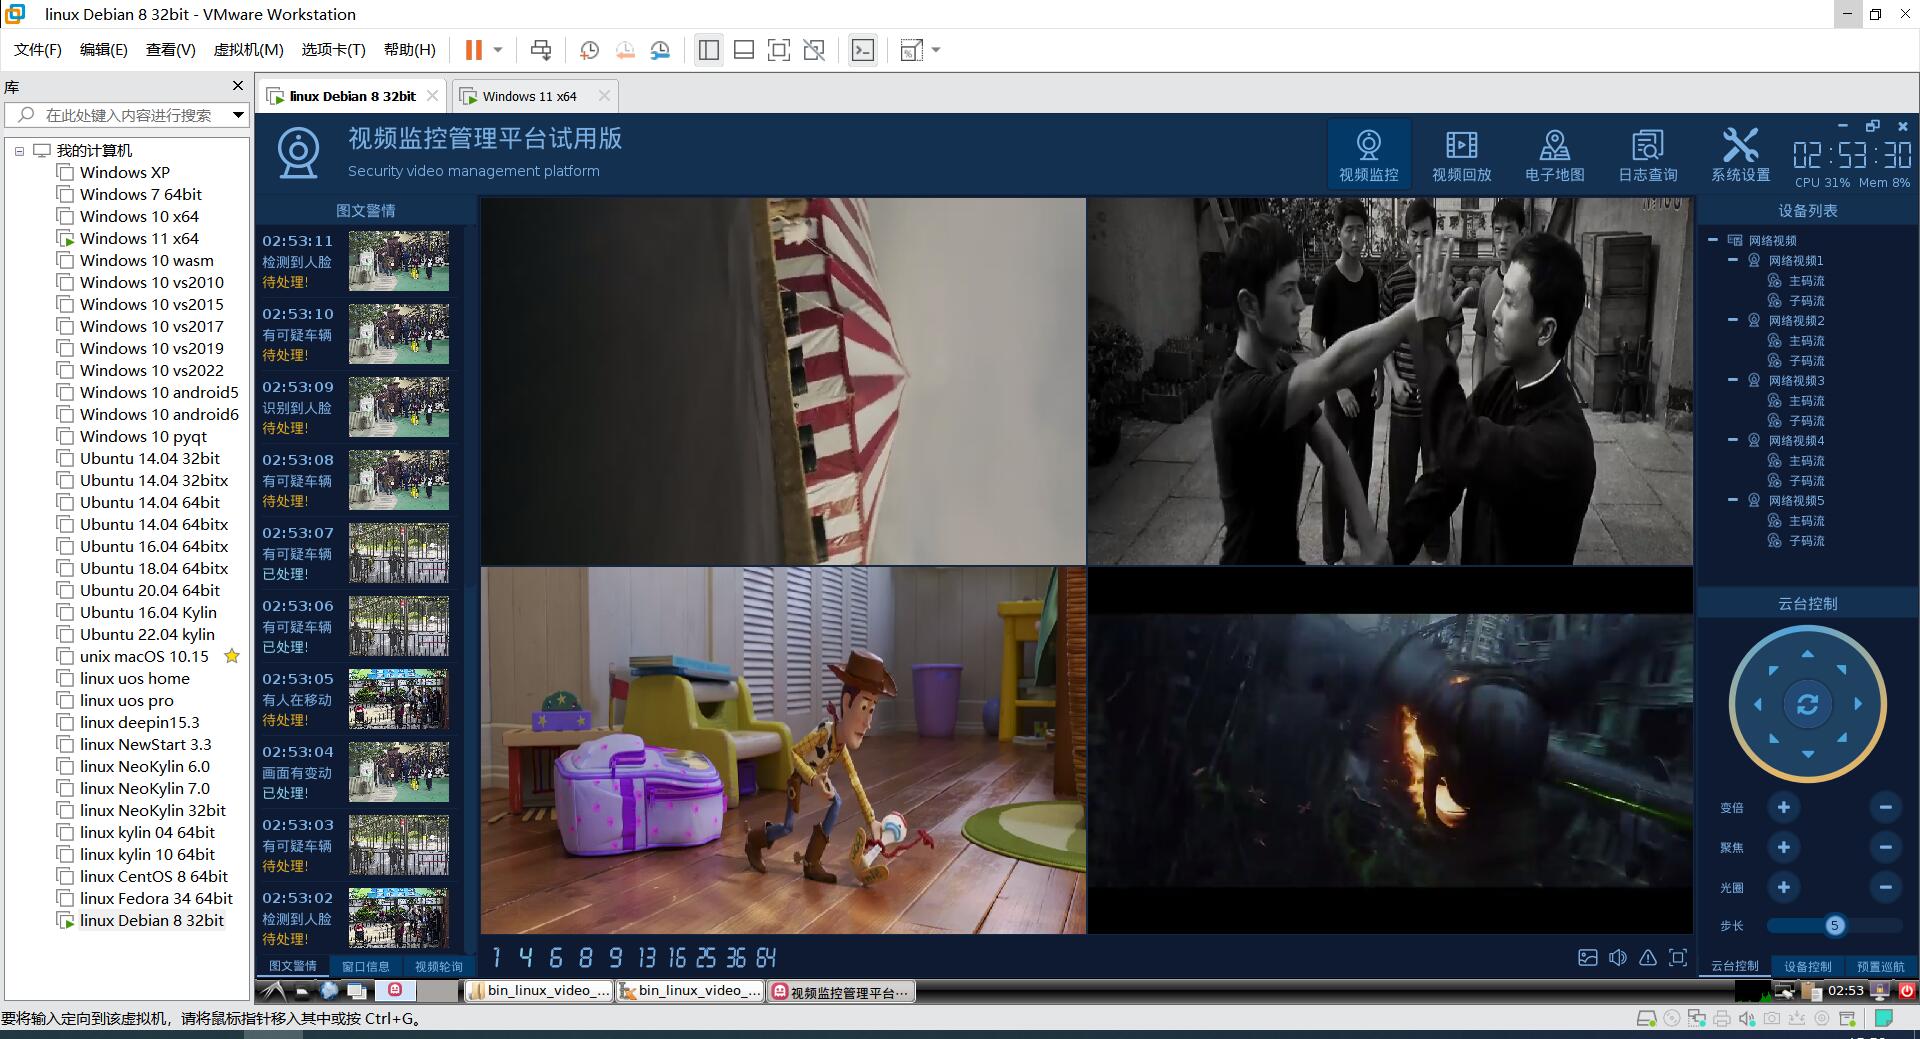 linux Debian 8 32bit - VMware Workstation
文件(F) 编辑(E) 查看(V) 虚拟机(M) 选项卡(T) 帮助(H)
库
在此处键入内容进行搜索
我的计算机
Windows XP
Windows 7 64bit
Windows 10 x64
Windows 11 x64
Windows 10 wasm
Windows 10 vs2010
Windows 10 vs2015
Windows 10 vs2017
Windows 10 vs2019
Windows 10 vs2022
Windows 10 android5
Windows 10 android6
Windows 10 pyqt
Ubuntu 14.04 32bit
Ubuntu 14.04 32bitx
Ubuntu 14.04 64bit
Ubuntu 14.04 64bitx
Ubuntu 16.04 64bitx
Ubuntu 18.04 64bitx
Ubuntu 20.04 64bit
Ubuntu 16.04 Kylin
Ubuntu 22.04 kylin
unix macOS 10.15
linux uos home
linux uos pro
linux deepin15.3
linux NewStart 3.3
linux NeoKylin 6.0
linux NeoKylin 7.0
linux NeoKylin 32bit
linux kylin 04 64bit
linux kylin 10 64bit
linux CentOS 8 64bit
linux Fedora 34 64bit
linux Debian 8 32bit
linux Debian 8 32bit
Windows 11 x64
视频监控管理平台试用版
Security video management platform
视频监控
视频回放
电子地图
日志查询
系统设置
02:53:30
CPU 31% Mem 8%
图文警情
02:53:11
检测到人脸
待处理!
02:53:10
有可疑车辆
待处理!
02:53:09
识别到人脸
待处理!
02:53:08
有可疑车辆
待处理!
02:53:07
有可疑车辆
已处理!
02:53:06
有可疑车辆
已处理!
02:53:05
有人在移动
待处理!
02:53:04
画面有变动
已处理!
02:53:03
有可疑车辆
待处理!
02:53:02
检测到人脸
待处理!
图文警情 窗口信息 视频轮询
1 4 6 8 9 13 16 25 36 64
设备列表
网络视频
网络视频1
主码流
子码流
网络视频2
主码流
子码流
网络视频3
主码流
子码流
网络视频4
主码流
子码流
网络视频5
主码流
子码流
云台控制
变倍
聚焦
光圈
步长 5
云台控制 设备控制 预置巡航
bin_linux_video_...
bin_linux_video_...
视频监控管理平台...
02:53
要将输入定向到该虚拟机，请将鼠标指针移入其中或按 Ctrl+G。